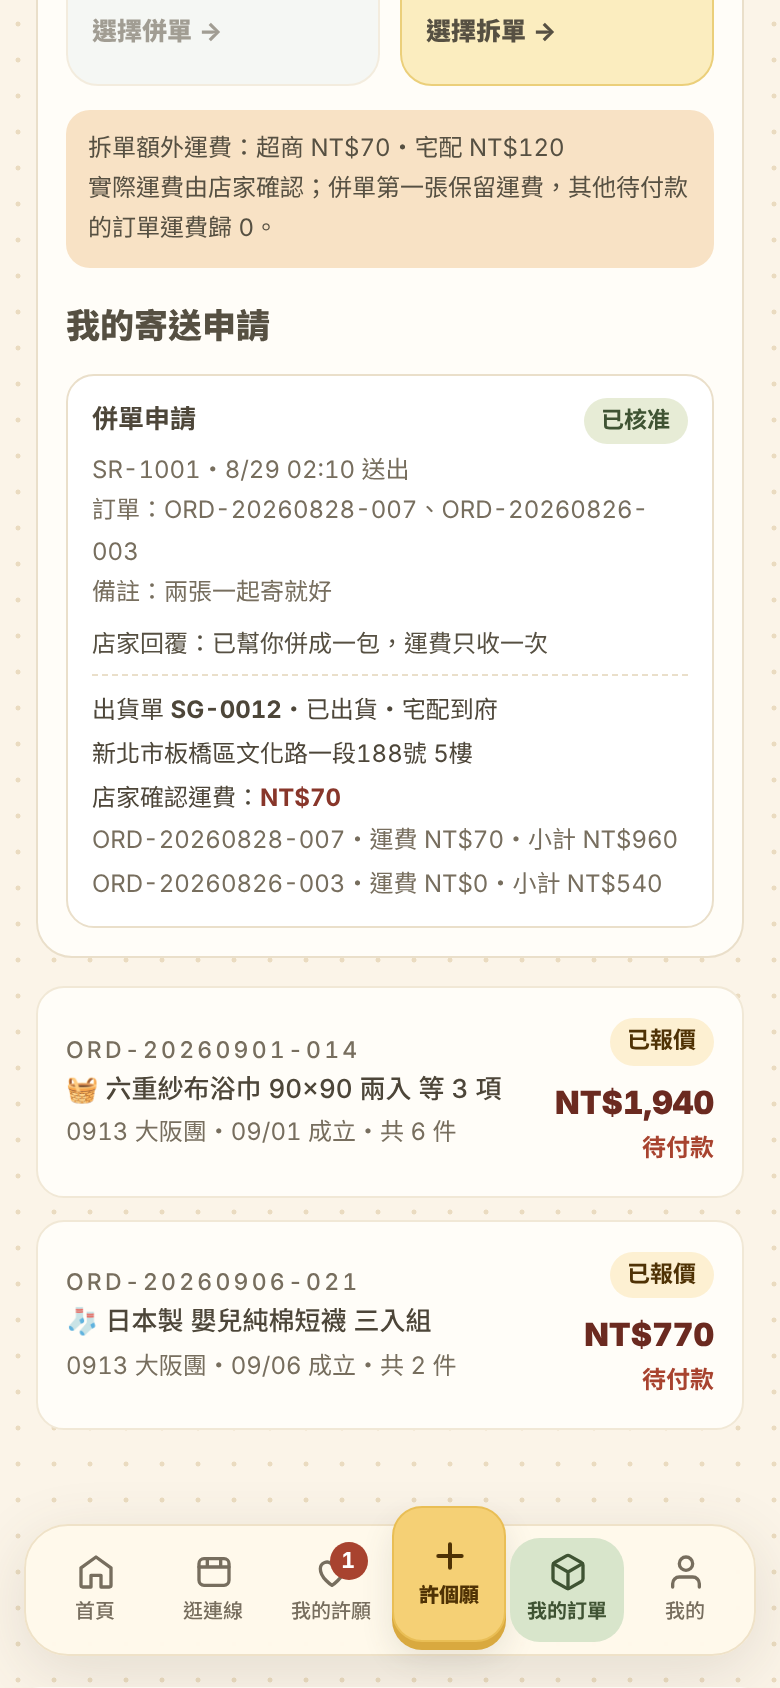 選擇併單 →
選擇拆單 →
拆單額外運費：超商 NT$70・宅配 NT$120
實際運費由店家確認；併單第一張保留運費，其他待付款
的訂單運費歸 0。
我的寄送申請
併單申請
已核准
SR-1001・8/29 02:10 送出
訂單：ORD-20260828-007、ORD-20260826-
003
備註：兩張一起寄就好
店家回覆：已幫你併成一包，運費只收一次
出貨單 SG-0012・已出貨・宅配到府
新北市板橋區文化路一段188號 5樓
店家確認運費：NT$70
ORD-20260828-007・運費 NT$70・小計 NT$960
ORD-20260826-003・運費 NT$0・小計 NT$540
已報價
ORD-20260901-014
六重紗布浴巾 90×90 兩入 等 3 項
NT$1,940
0913 大阪團・09/01 成立・共 6 件
待付款
已報價
ORD-20260906-021
日本製 嬰兒純棉短襪 三入組
NT$770
0913 大阪團・09/06 成立・共 2 件
待付款
1
首頁
逛連線
我的許願
許個願
我的訂單
我的